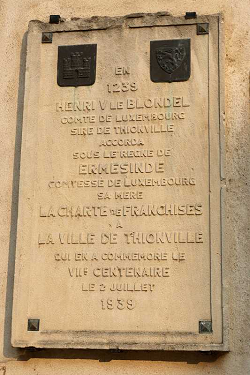 EN
1239
HENRI V LE BLONDEL
COMTE DE LUXEMBOURG
SIRE DE THIONVILLE
ACCORDA
SOUS LE REGNE DE
ERMESINDE
COMTESSE DE LUXEMBOURG
SA MERE
LA CHARTE DE FRANCHISES
A
LA VILLE DE THIONVILLE
QUI EN A COMMEMORE LE
VIIᵉ CENTENAIRE
LE 2 JUILLET
1939